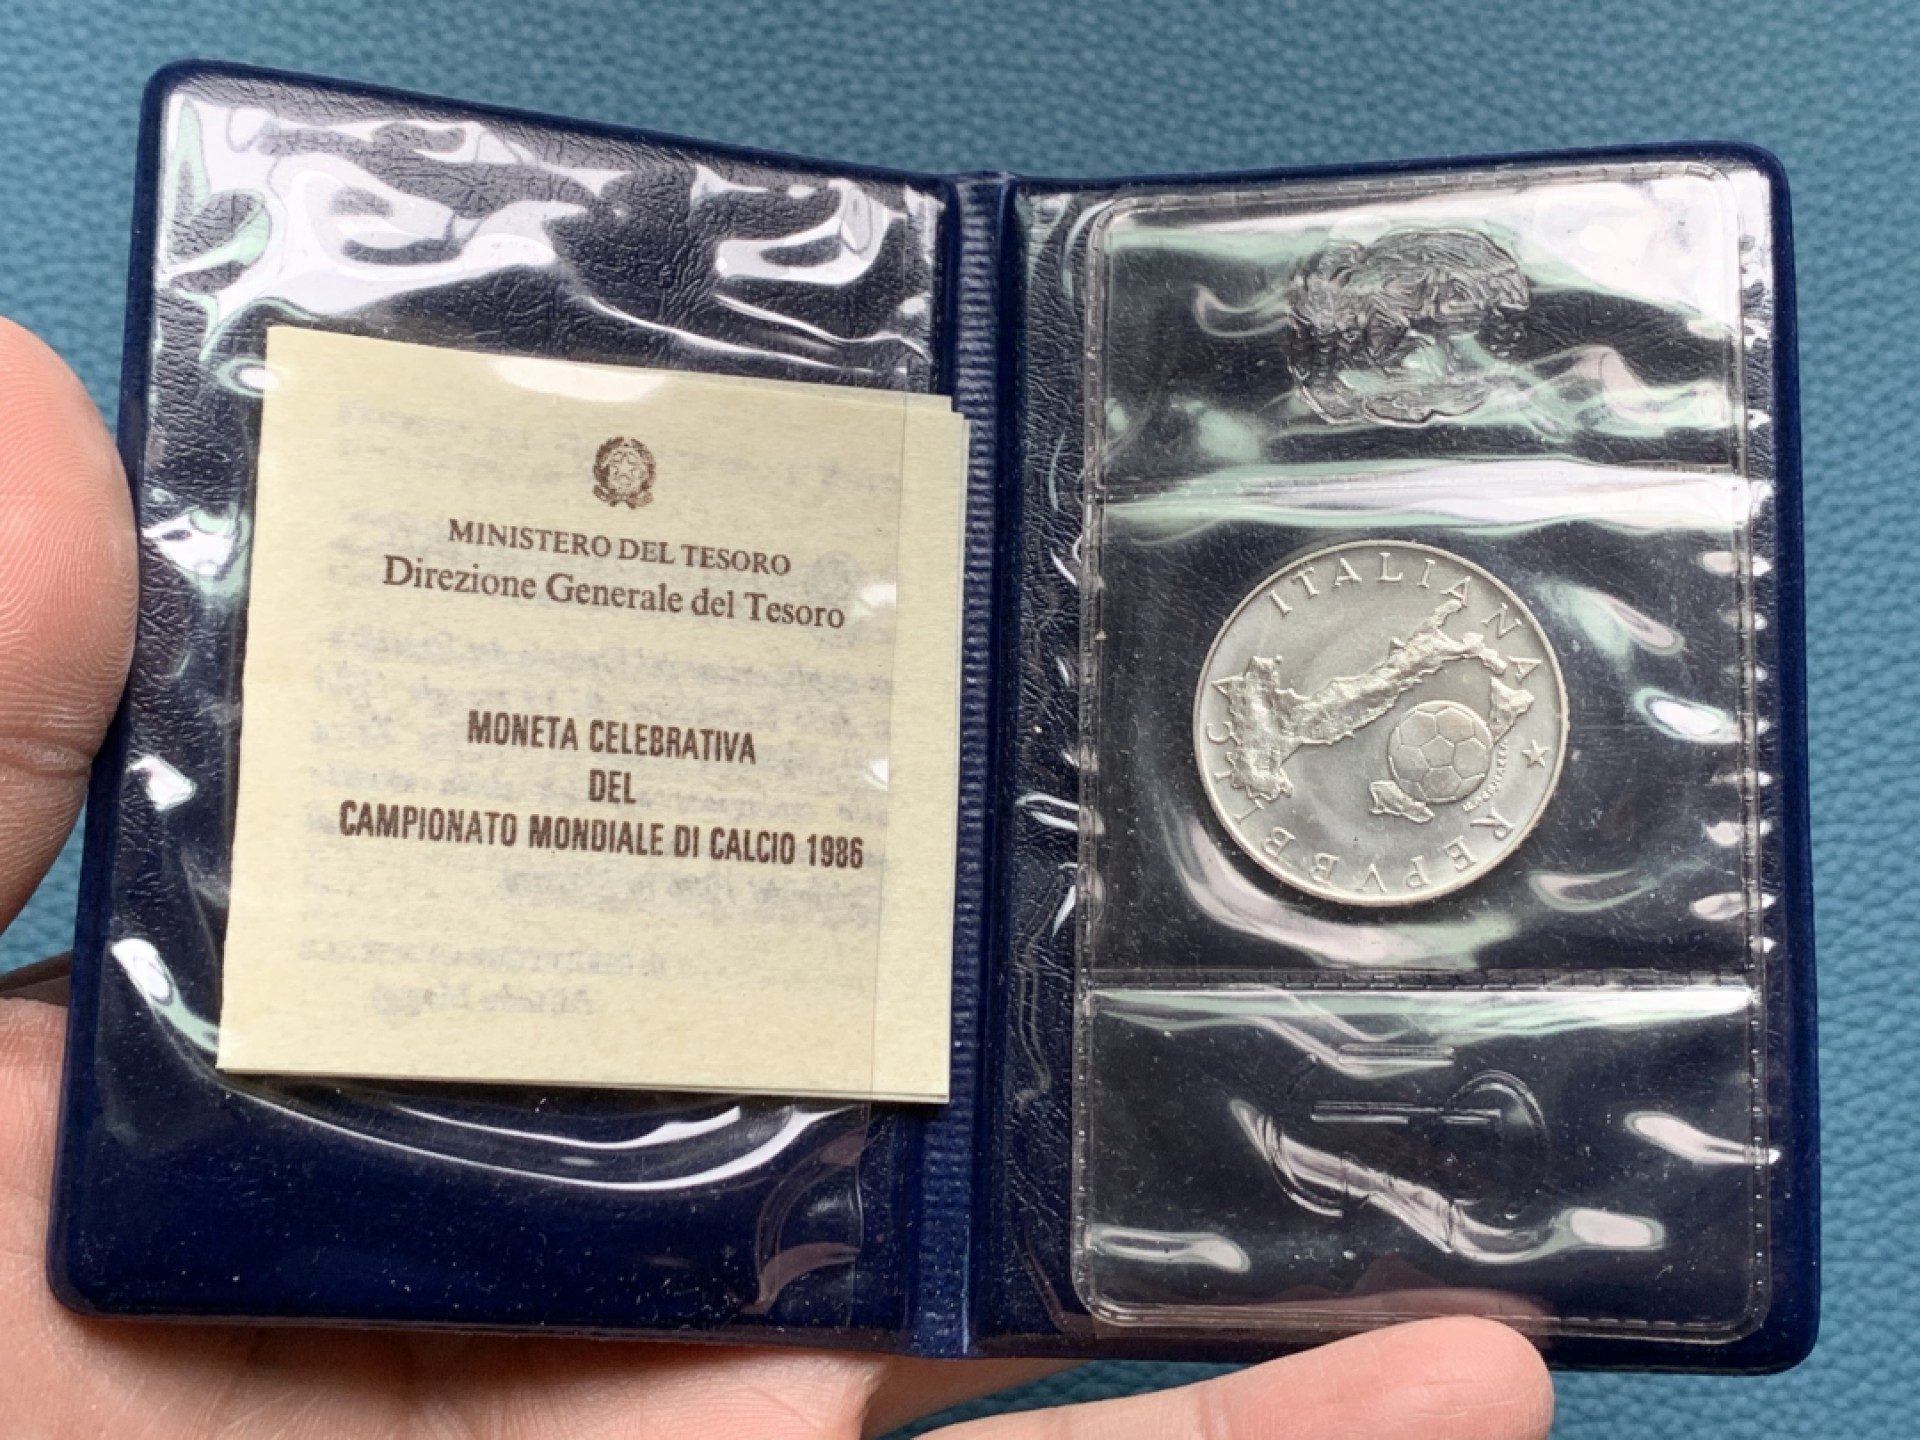 MINISTERO DEL TESORO
Direzione Generale del Tesoro
MONETA CELEBRATIVA
DEL
CAMPIONATO MONDIALE DI CALCIO 1986
REPVBBLICA ITALIANA